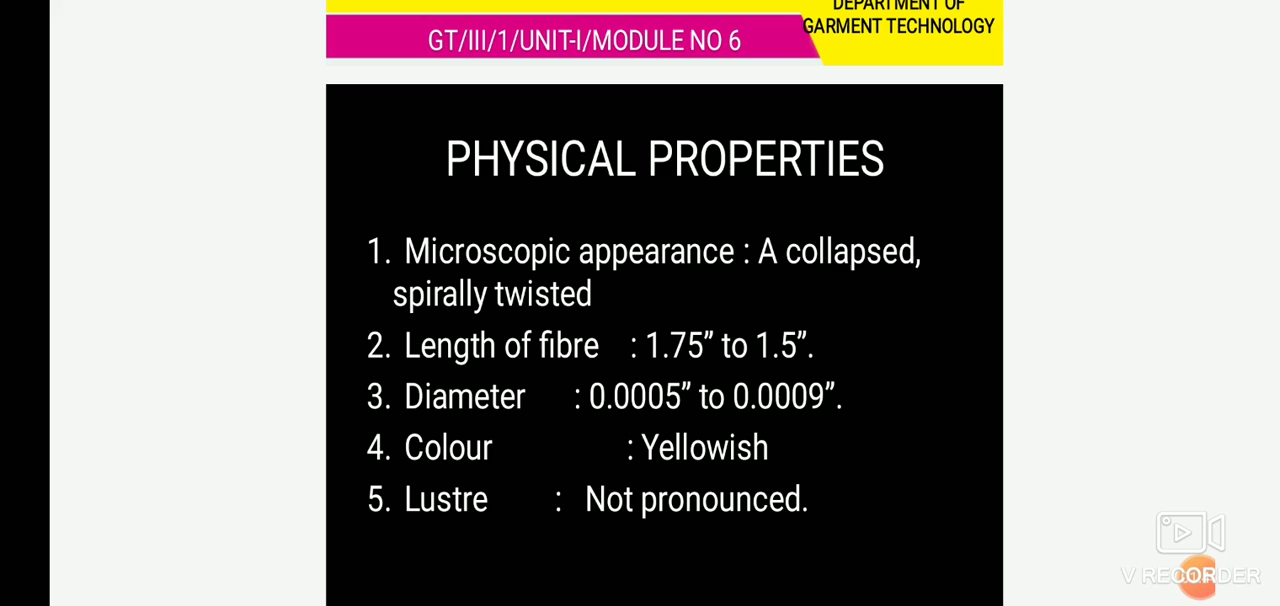 DEPARTMENT OF
GARMENT TECHNOLOGY
GT/III/1/UNIT-I/MODULE NO 6
PHYSICAL PROPERTIES
1. Microscopic appearance : A collapsed,
spirally twisted
2. Length of fibre : 1.75” to 1.5”.
3. Diameter : 0.0005” to 0.0009”.
4. Colour : Yellowish
5. Lustre : Not pronounced.
V RECORDER